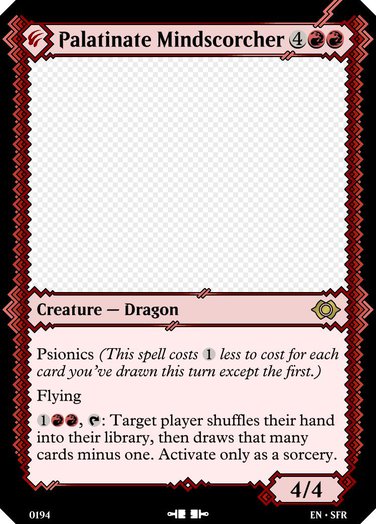 Palatinate Mindscorcher 4
Creature — Dragon
Psionics (This spell costs 1 less to cost for each
card you've drawn this turn except the first.)
Flying
1, : Target player shuffles their hand
into their library, then draws that many
cards minus one. Activate only as a sorcery.
4/4
0194 EN • SFR